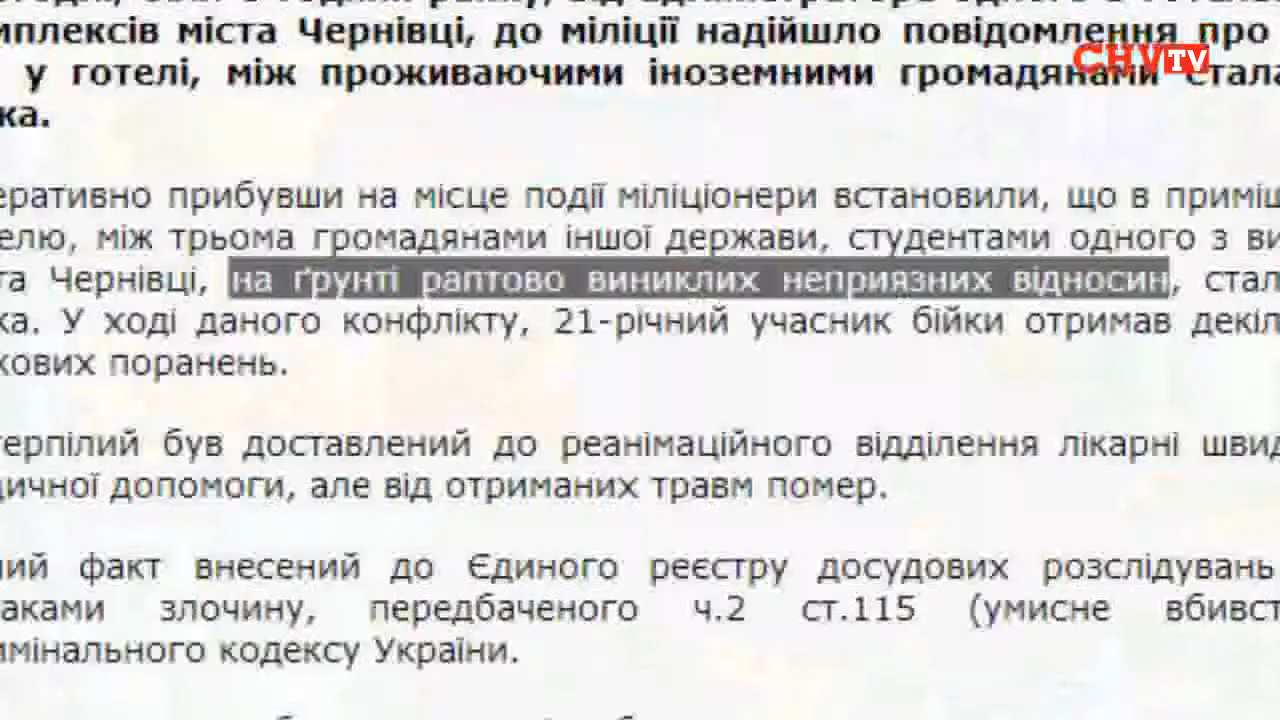 мплексів міста Чернівці, до міліції надійшло повідомлення про
CHV TV
у готелі, між проживаючими іноземними громадянами стала
ка.
еративно прибувши на місце події міліціонери встановили, що в приміщ
елю, між трьома громадянами іншої держави, студентами одного з ви
та Чернівці, на ґрунті раптово виниклих неприязних відносин, стал
ка. У ході даного конфлікту, 21-річний учасник бійки отримав декіл
кових поранень.
терпілий був доставлений до реанімаційного відділення лікарні швид
ичної допомоги, але від отриманих травм помер.
ий факт внесений до Єдиного реєстру досудових розслідувань
аками злочину, передбаченого ч.2 ст.115 (умисне вбивст
имінального кодексу України.